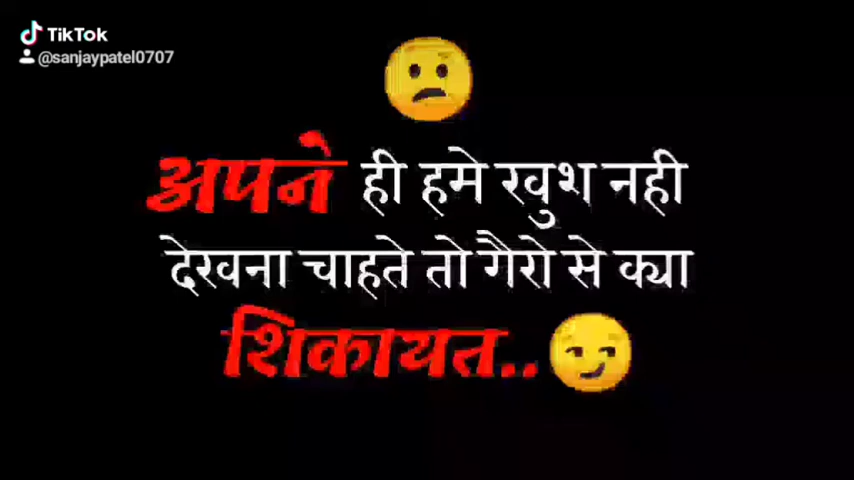 TikTok
@sanjaypatel0707
अपने ही हमे खुश नही
देखना चाहते तो गैरो से क्या
शिकायत..